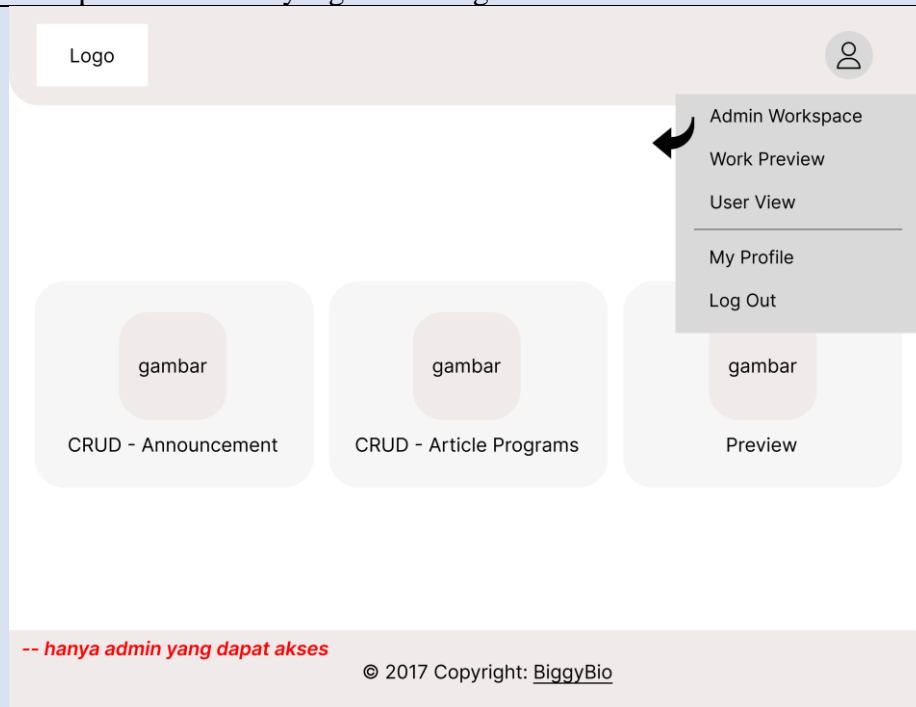 Logo
Admin Workspace
Work Preview
User View
My Profile
Log Out
gambar
CRUD - Announcement
gambar
CRUD - Article Programs
gambar
Preview
-- hanya admin yang dapat akses
© 2017 Copyright: BiggyBio